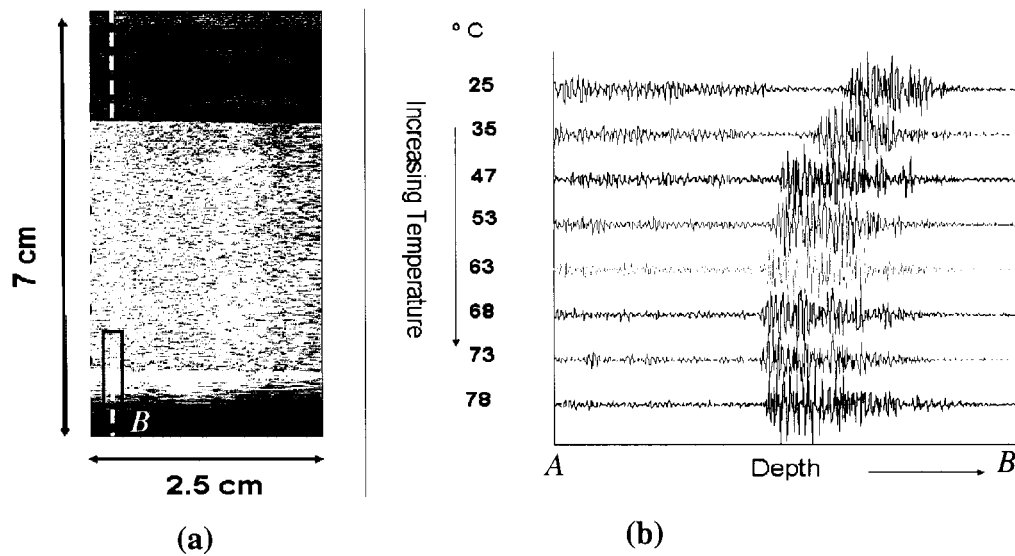 7 cm
B
2.5 cm
(a)
° C
Increasing Temperature
25
35
47
53
63
68
73
78
A
Depth
B
(b)